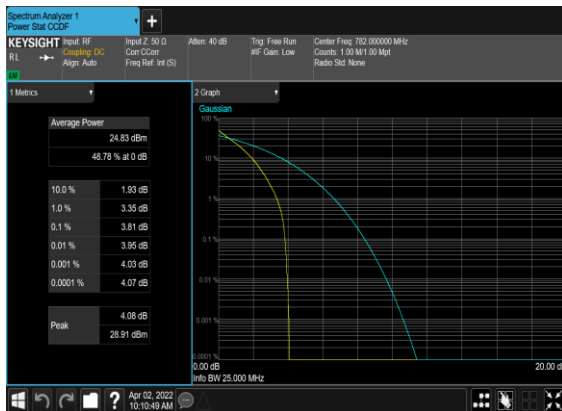 Spectrum Analyzer 1
Power Stat CCDF
KEYSIGHT
RL
Input: RF
Coupling: DC
Align: Auto
Input Z: 50 Ω
Corr CCorr
Freq Ref: Int (S)
Atten: 40 dB
Trig: Free Run
#IF Gain: Low
Center Freq: 782.000000 MHz
Counts: 1.00 M/1.00 Mpt
Radio Std: None
1 Metrics
Average Power
24.83 dBm
48.78 % at 0 dB
10.0 % 1.93 dB
1.0 % 3.35 dB
0.1 % 3.81 dB
0.01 % 3.95 dB
0.001 % 4.03 dB
0.0001 % 4.07 dB
Peak
4.08 dB
28.91 dBm
2 Graph
Gaussian
100 %
10 %
1 %
0.1 %
0.01 %
0.001 %
0.0001 %
0.00 dB
20.00 d
Info BW 25.000 MHz
Apr 02, 2022
10:10:49 AM